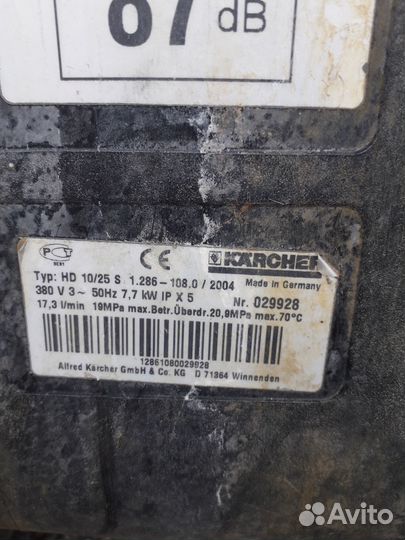 87 dB
CE KÄRCHER
Typ: HD 10/25 S 1.286-108.0 / 2004 Made in Germany
380 V 3~ 50Hz 7,7 kW IP X 5 Nr. 029928
17,3 l/min 19MPa max.Betr.Überdr.20,9MPa max.70°C
12861080029928
Alfred Kärcher GmbH & Co. KG D 71364 Winnenden
Avito